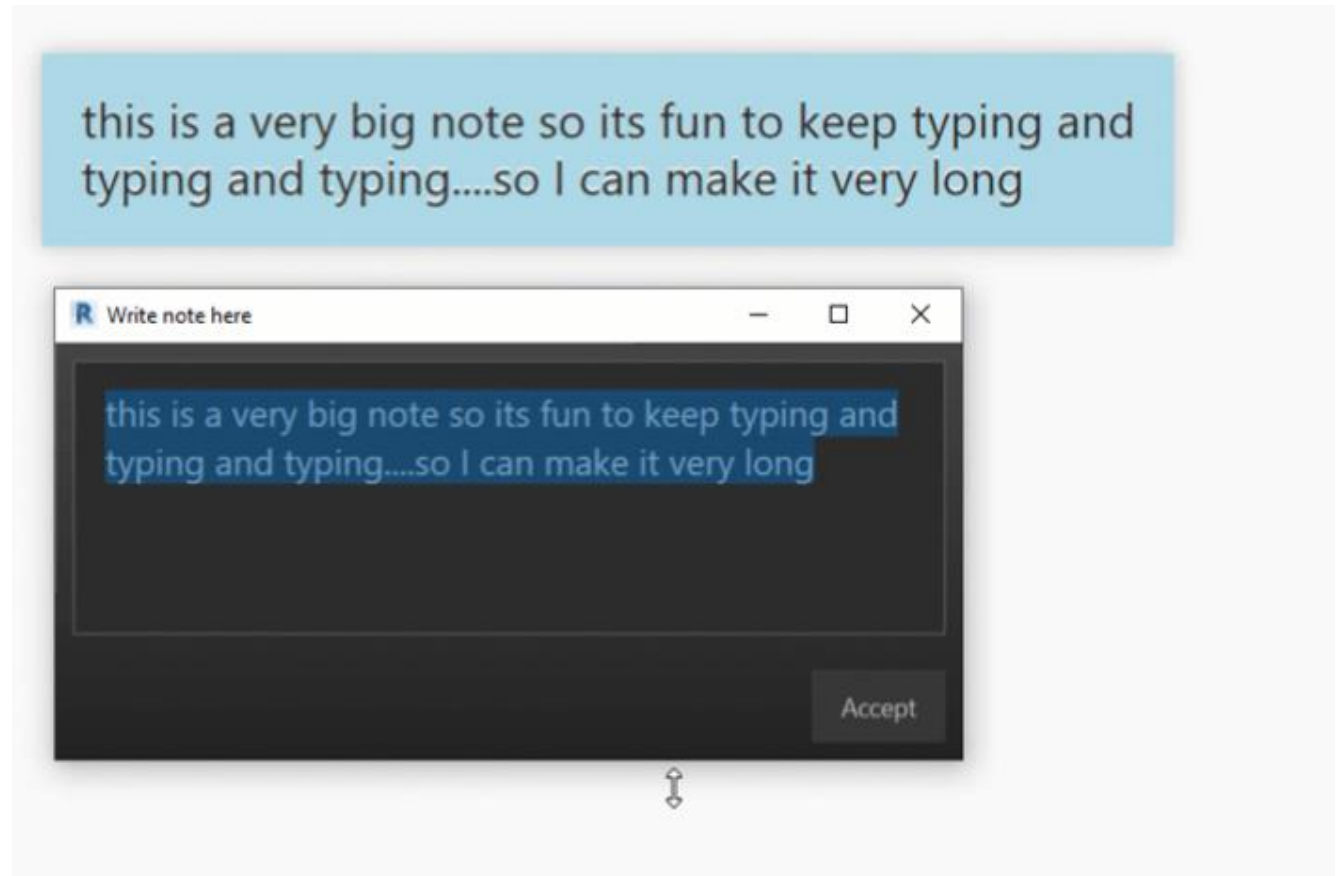 this is a very big note so its fun to keep typing and
typing and typing....so I can make it very long
R Write note here
this is a very big note so its fun to keep typing and
typing and typing....so I can make it very long
Accept